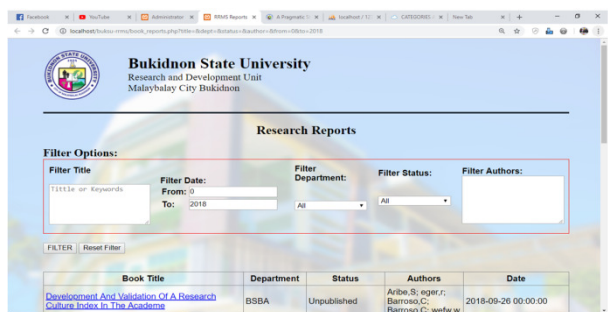 Facebook
YouTube
Administrator
RRMS Reports
A Pragmatic
localhost / 12
CATEGORIES
New Tab
localhost/buksu-rrms/book_reports.php?title=&dept=&status=&author=&from=0&to=2018
Bukidnon State University
Research and Development Unit
Malaybalay City Bukidnon
Research Reports
Filter Options:
Filter Title
Tittle or Keywords
Filter Date:
From: 0
To: 2018
Filter
Department:
All
Filter Status:
All
Filter Authors:
FILTER Reset Filter
Book Title Department Status Authors Date
Development And Validation Of A Research
Culture Index In The Academe
BSBA
Unpublished
Aribe,S; eger,r;
Barroso,C;
Barroso,C; wefw,w
2018-09-26 00:00:00